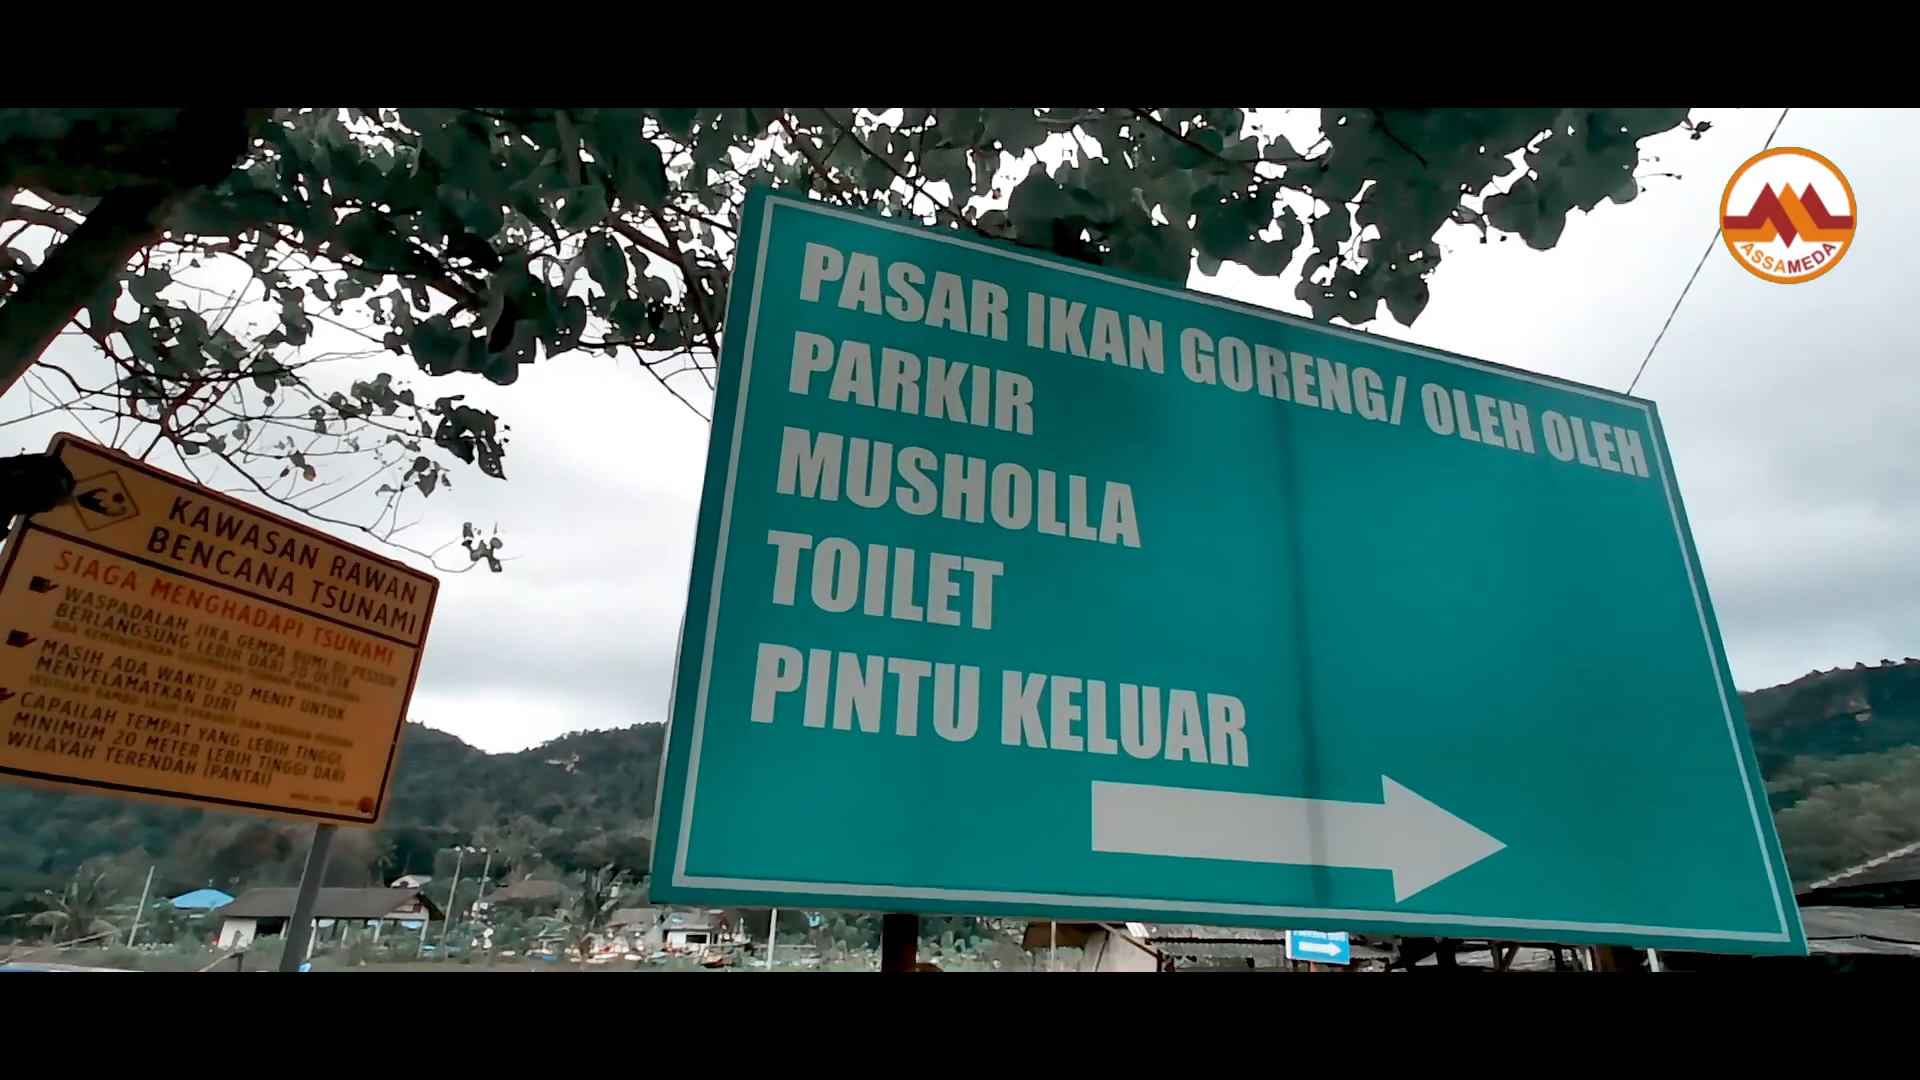 PASAR IKAN GORENG/ OLEH OLEH
PARKIR
MUSHOLLA
TOILET
PINTU KELUAR
KAWASAN RAWAN
BENCANA TSUNAMI
SIAGA MENGHADAPI TSUNAMI
WASPADALAH JIKA GEMPA BUMI DI PESISIR
BERLANGSUNG LEBIH DARI 20 DETIK
MASIH ADA WAKTU 20 MENIT UNTUK
MENYELAMATKAN DIRI
CAPAILAH TEMPAT YANG LEBIH TINGGI,
MINIMUM 20 METER LEBIH TINGGI DARI
WILAYAH TERENDAH (PANTAI)
ASSAMEDA